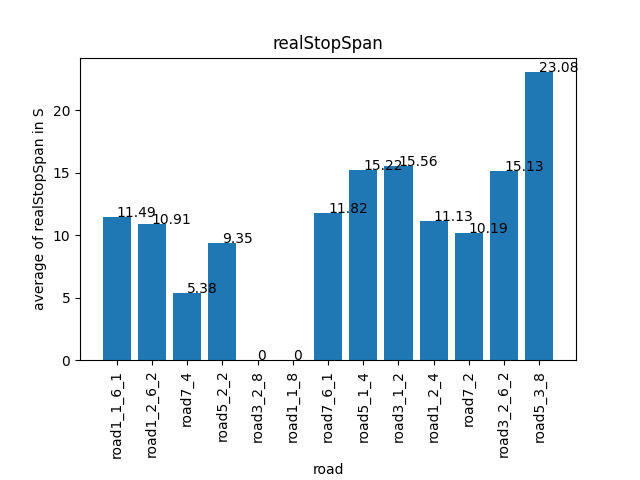 realStopSpan
average of realStopSpan in S
20
15
10
5
0
11.49
10.91
5.38
9.35
0
0
11.82
15.22
15.56
11.13
10.19
15.13
23.08
road1_1_6_1
road1_2_6_2
road7_4
road5_2_2
road3_2_8
road1_1_8
road7_6_1
road5_1_4
road3_1_2
road1_2_4
road7_2
road3_2_6_2
road5_3_8
road